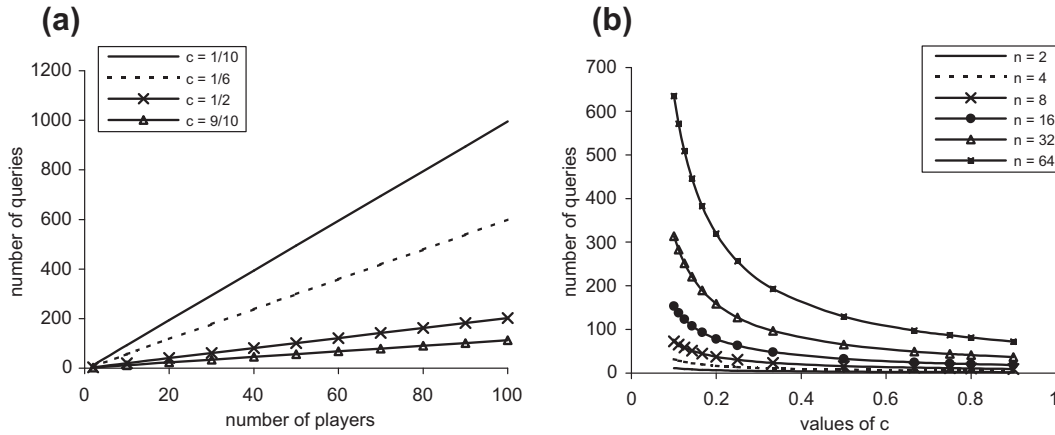 (a)
c = 1/10
c = 1/6
c = 1/2
c = 9/10
number of queries
1200
1000
800
600
400
200
0
0 20 40 60 80 100
number of players
(b)
n = 2
n = 4
n = 8
n = 16
n = 32
n = 64
number of queries
700
600
500
400
300
200
100
0
0 0.2 0.4 0.6 0.8 1
values of c